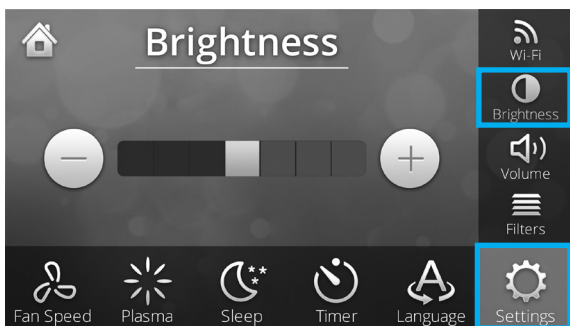 Brightness
Wi-Fi
Brightness
Volume
Filters
Fan Speed
Plasma
Sleep
Timer
A
Language
Settings